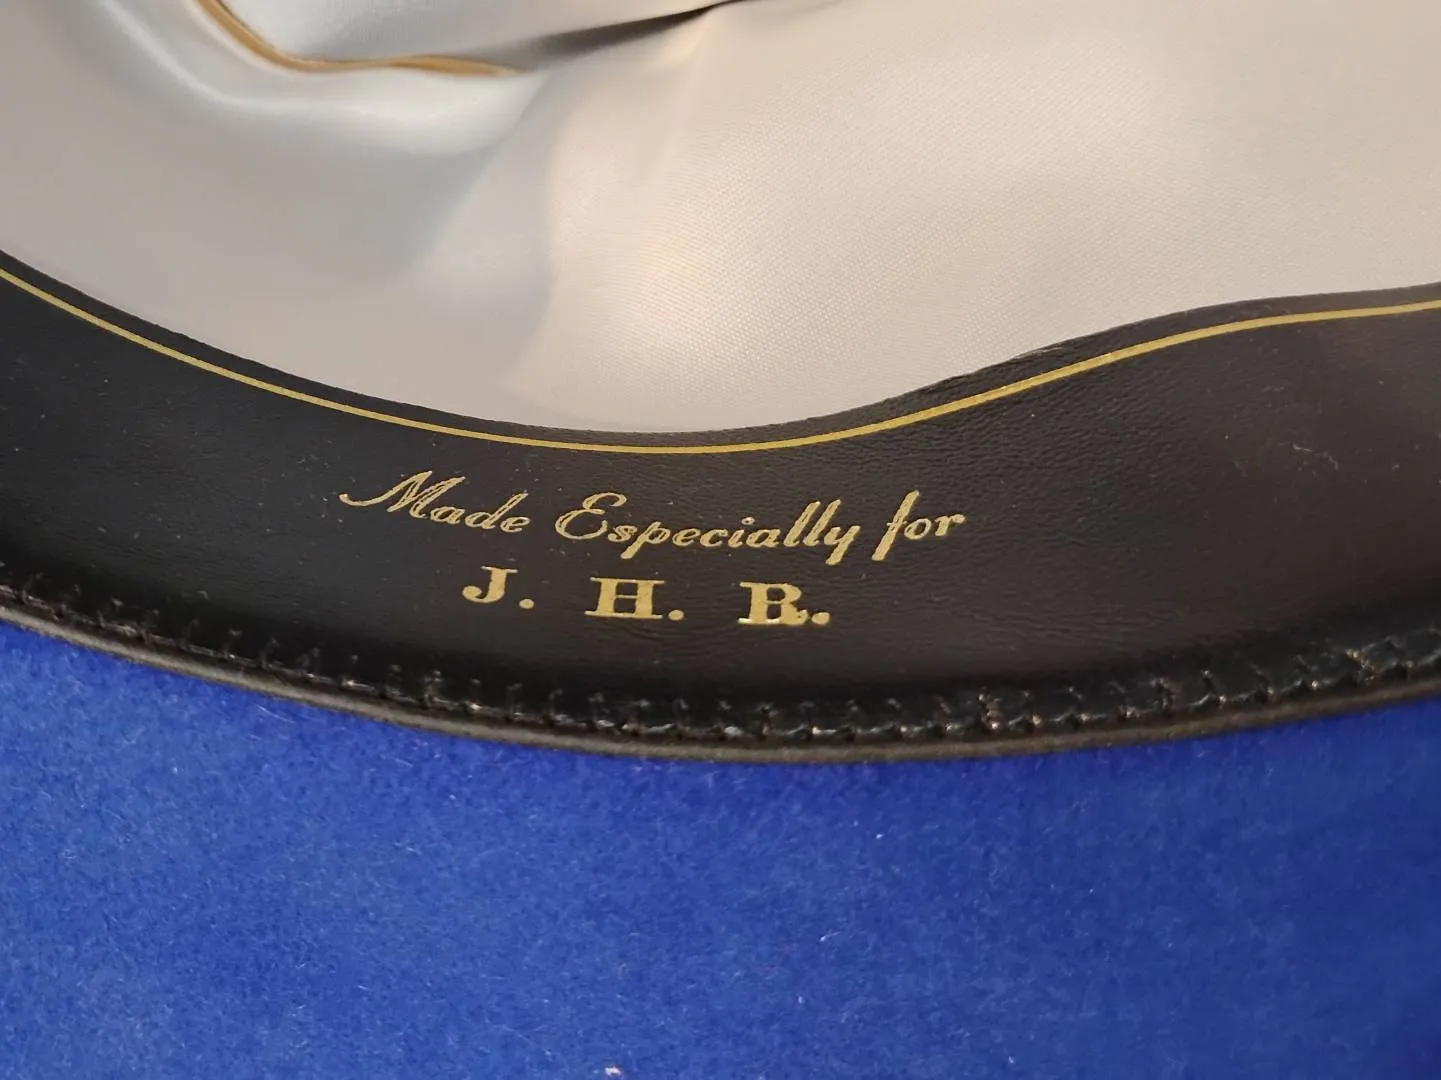 Made Especially for
J. H. R.